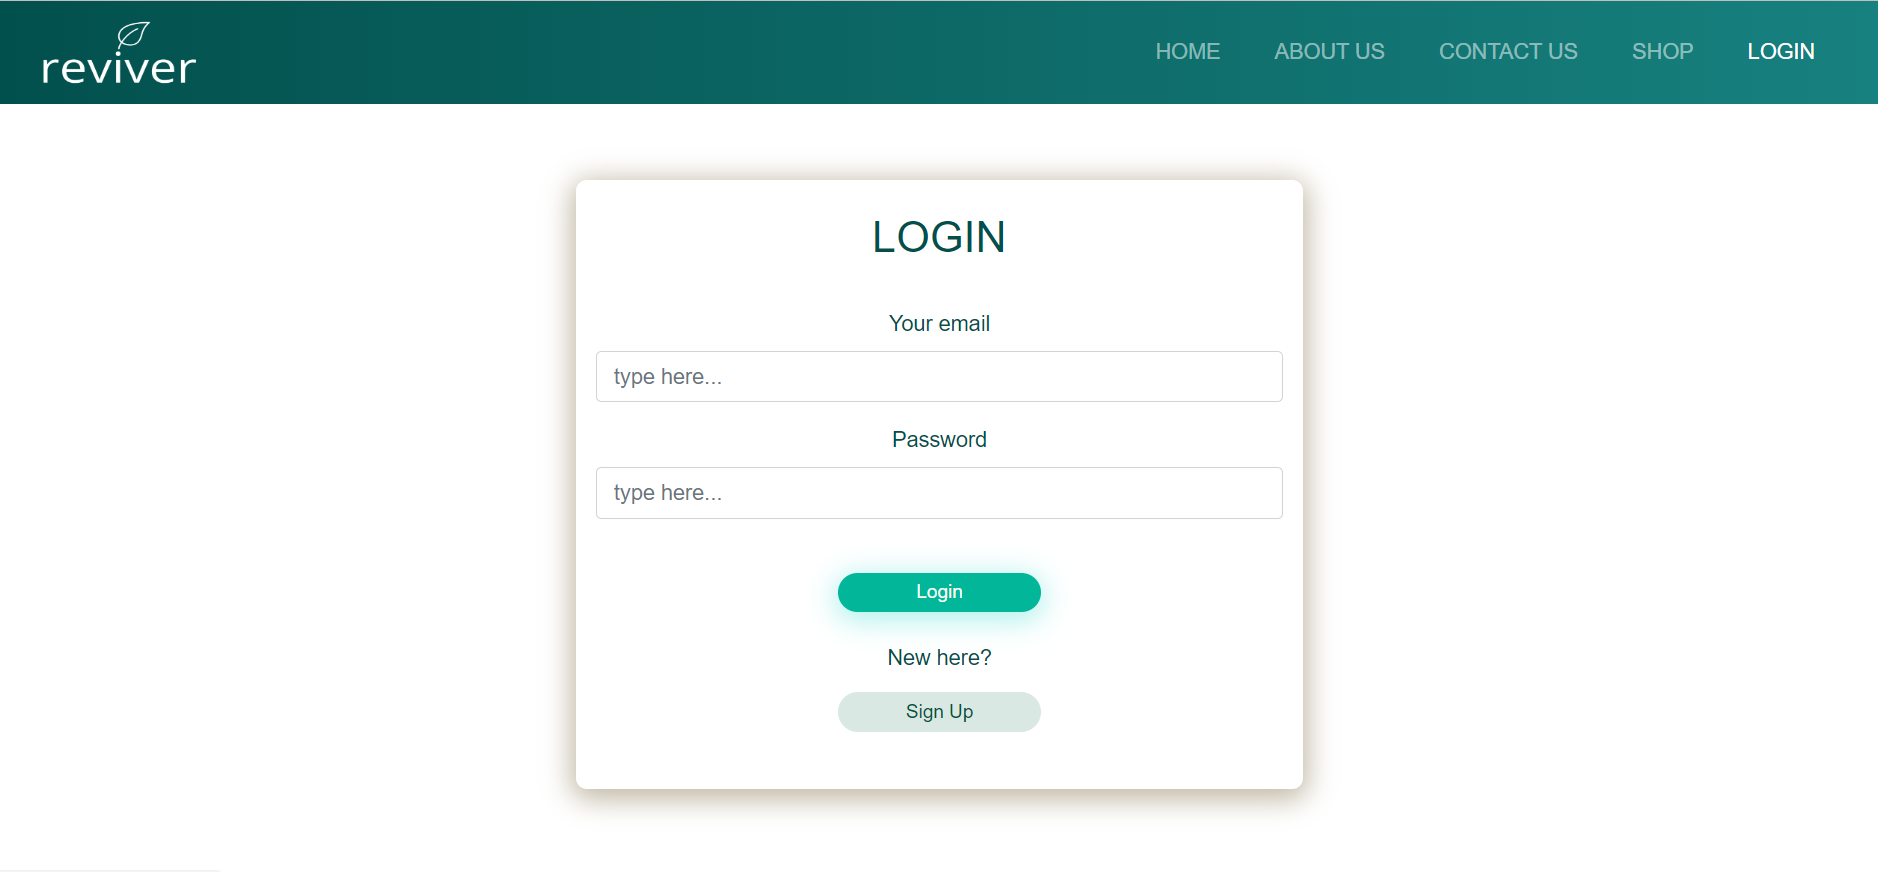 reviver
HOME ABOUT US CONTACT US SHOP LOGIN
LOGIN
Your email
type here...
Password
type here...
Login
New here?
Sign Up